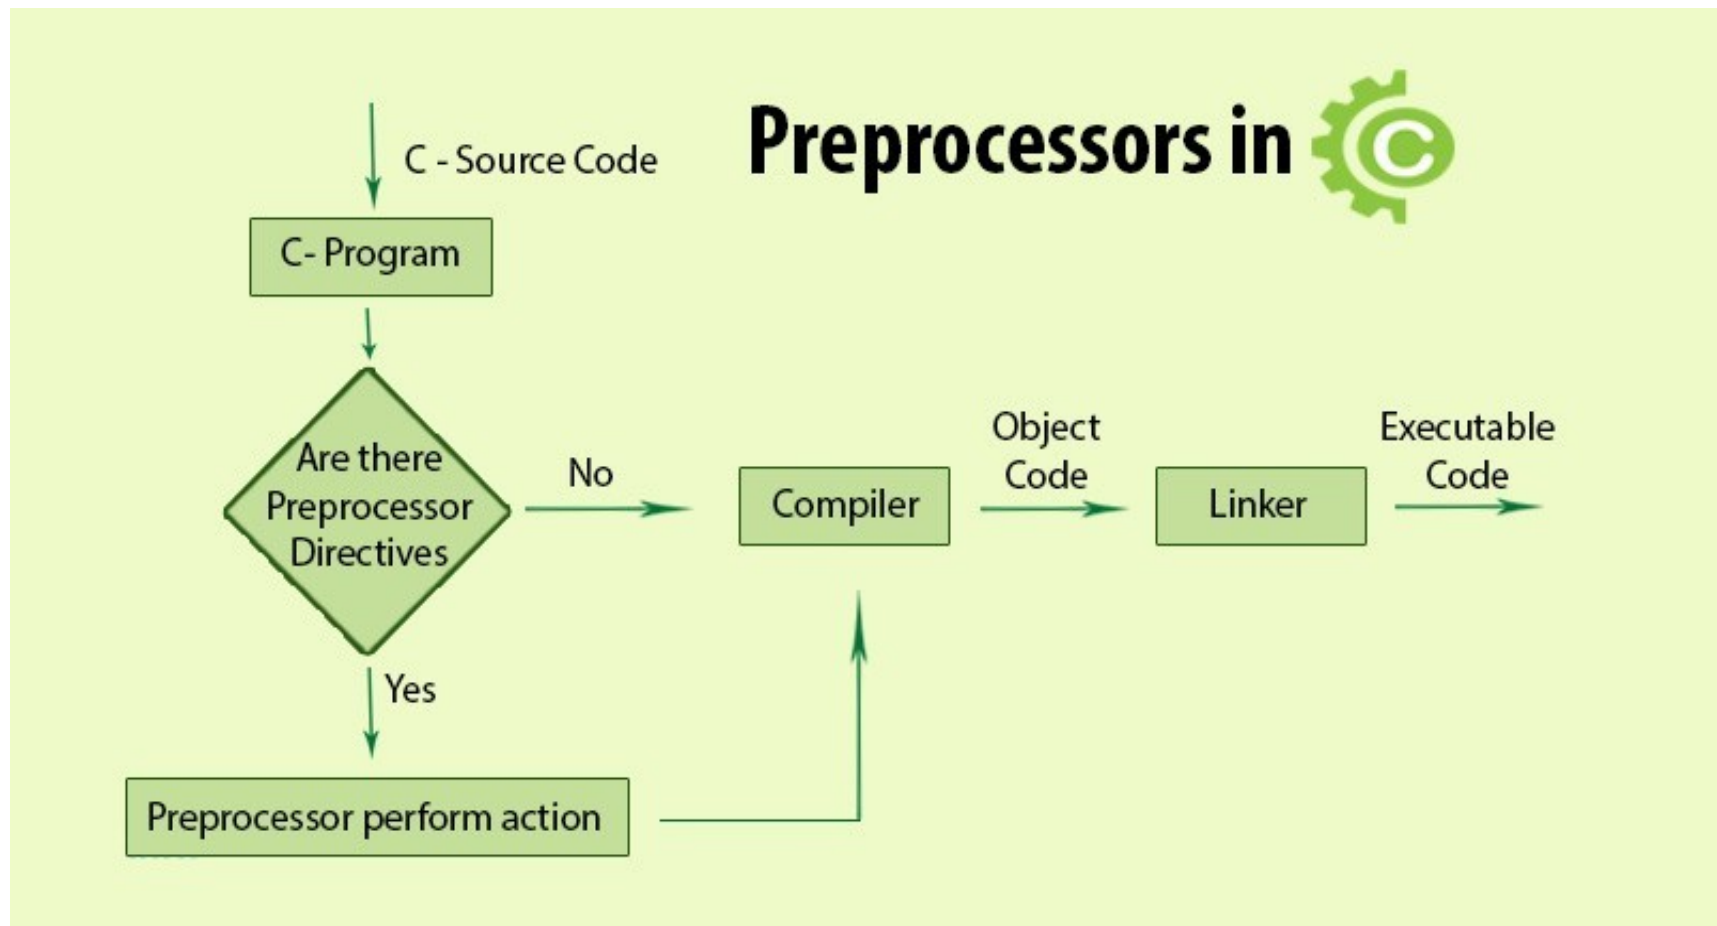 Preprocessors in C
C - Source Code
C- Program
Are there
Preprocessor
Directives
No
Compiler
Object
Code
Linker
Executable
Code
Yes
Preprocessor perform action